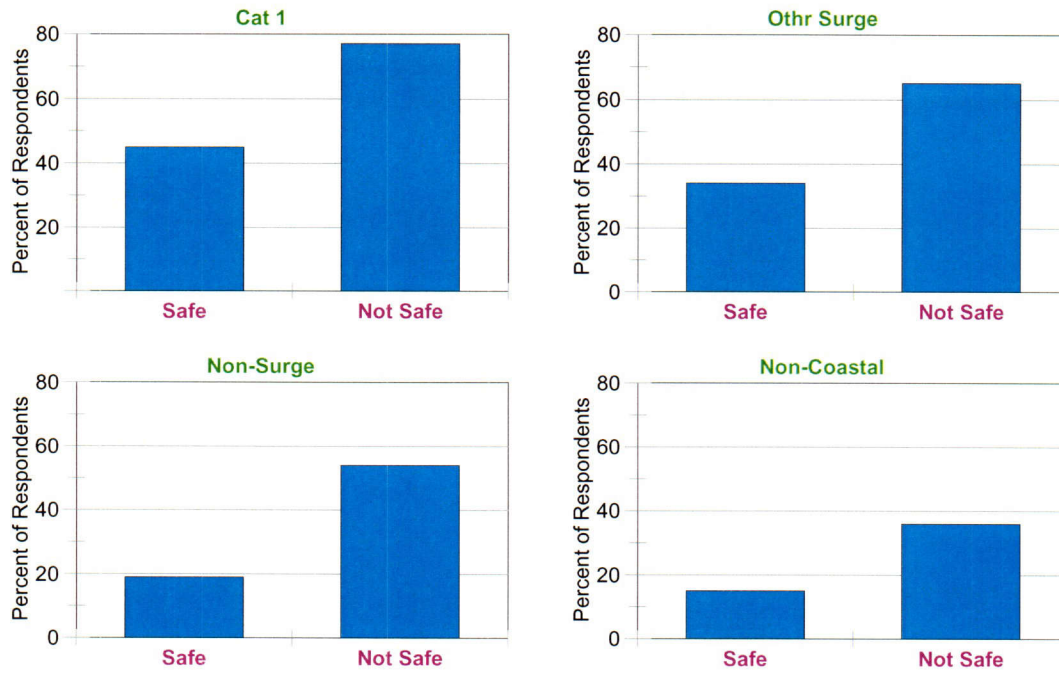 Cat 1
Percent of Respondents
80
60
40
20
Safe Not Safe
Othr Surge
Percent of Respondents
80
60
40
20
0
Safe Not Safe
Non-Surge
Percent of Respondents
80
60
40
20
0
Safe Not Safe
Non-Coastal
Percent of Respondents
80
60
40
20
0
Safe Not Safe